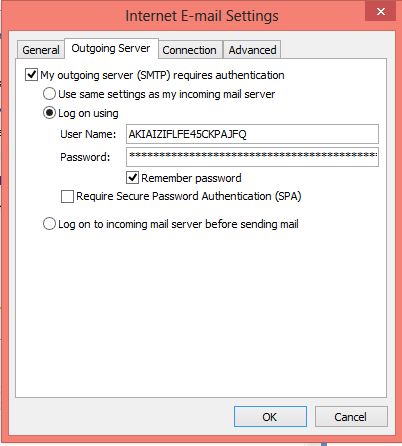 Internet E-mail Settings
General Outgoing Server Connection Advanced
My outgoing server (SMTP) requires authentication
Use same settings as my incoming mail server
Log on using
User Name: AKIAIZIFLFE45CKPAJFQ
Password: ********************************************
Remember password
Require Secure Password Authentication (SPA)
Log on to incoming mail server before sending mail
OK Cancel